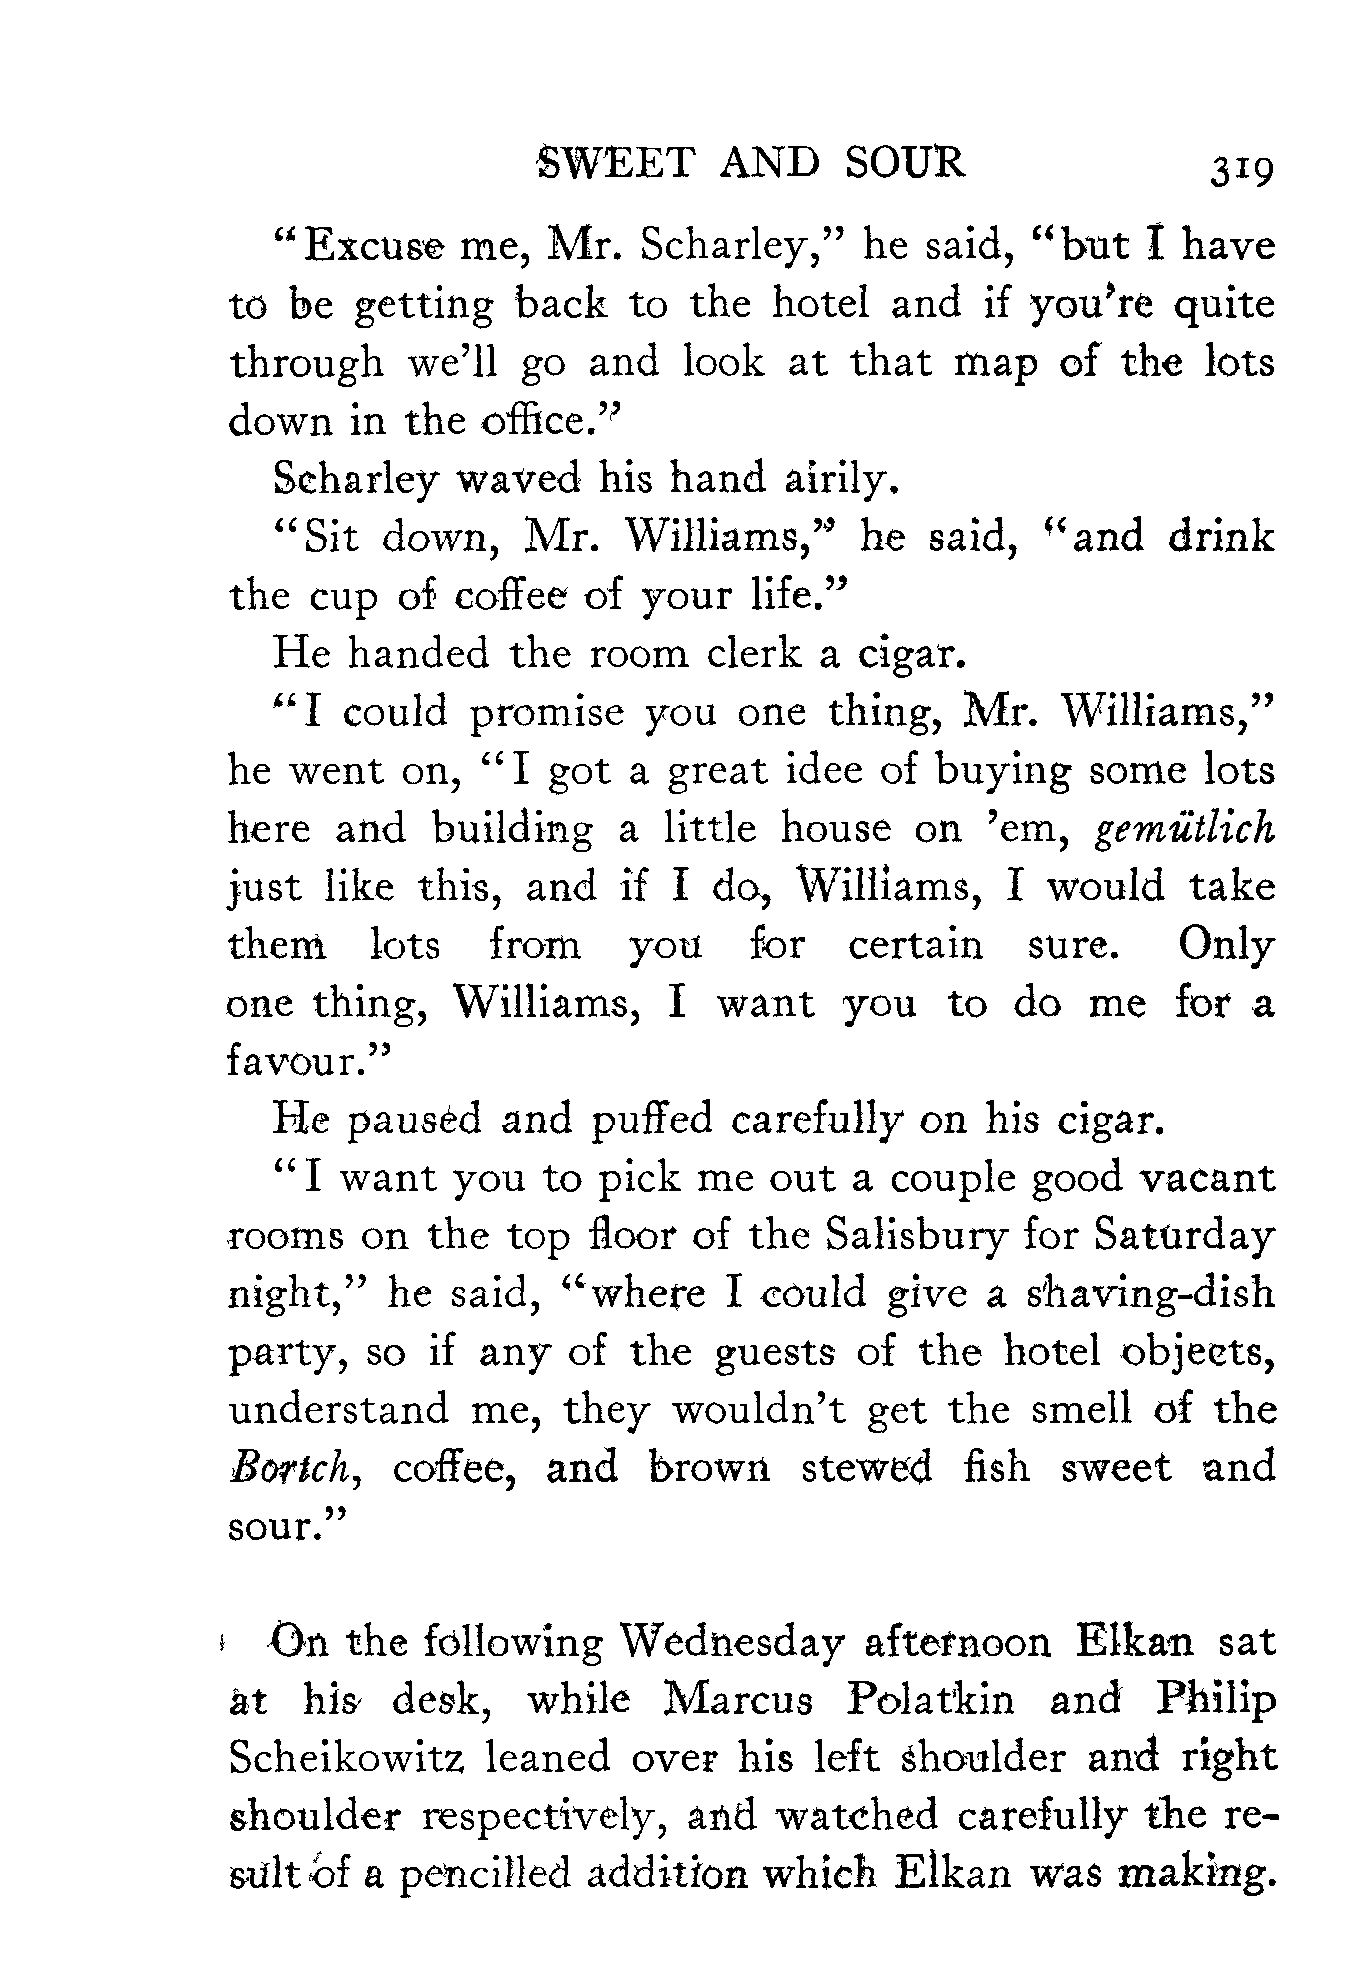 SWEET AND SOUR 319
“Excuse me, Mr. Scharley,” he said, “but I have
to be getting back to the hotel and if you’re quite
through we’ll go and look at that map of the lots
down in the office.”
Scharley waved his hand airily.
“Sit down, Mr. Williams,” he said, “and drink
the cup of coffee of your life.”
He handed the room clerk a cigar.
“I could promise you one thing, Mr. Williams,”
he went on, “I got a great idee of buying some lots
here and building a little house on ’em, gemütlich
just like this, and if I do, Williams, I would take
them lots from you for certain sure. Only
one thing, Williams, I want you to do me for a
favour.”
He paused and puffed carefully on his cigar.
“I want you to pick me out a couple good vacant
rooms on the top floor of the Salisbury for Saturday
night,” he said, “where I could give a shaving-dish
party, so if any of the guests of the hotel objects,
understand me, they wouldn’t get the smell of the
Bortch, coffee, and brown stewed fish sweet and
sour.”
On the following Wednesday afternoon Elkan sat
at his desk, while Marcus Polatkin and Philip
Scheikowitz leaned over his left shoulder and right
shoulder respectively, and watched carefully the re-
sult of a pencilled addition which Elkan was making.